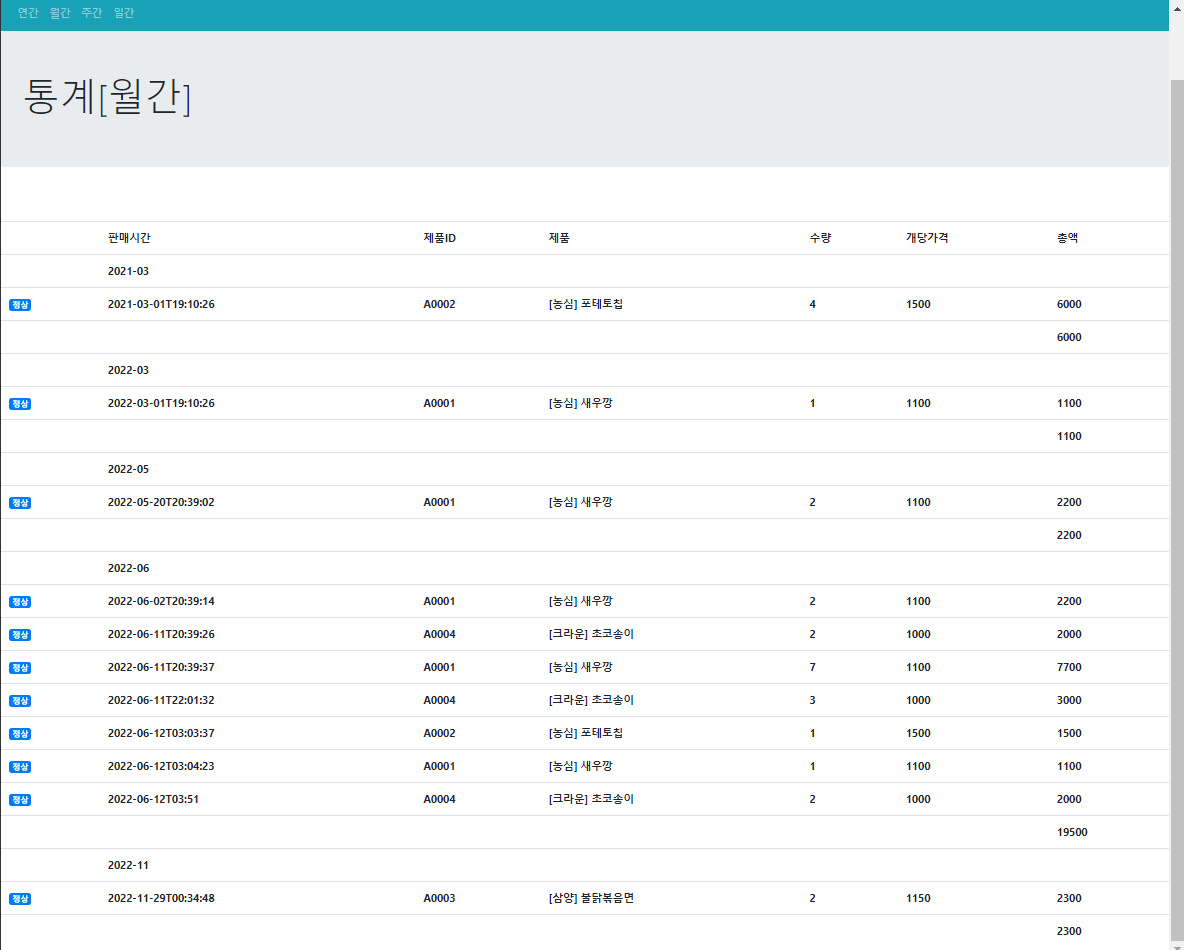 연간 월간 주간 일간
통계[월간]
판매시간 제품ID 제품 수량 개당가격 총액
2021-03
정상 2021-03-01T19:10:26 A0002 [농심] 포테토칩 4 1500 6000
6000
2022-03
정상 2022-03-01T19:10:26 A0001 [농심] 새우깡 1 1100 1100
1100
2022-05
정상 2022-05-20T20:39:02 A0001 [농심] 새우깡 2 1100 2200
2200
2022-06
정상 2022-06-02T20:39:14 A0001 [농심] 새우깡 2 1100 2200
정상 2022-06-11T20:39:26 A0004 [크라운] 초코송이 2 1000 2000
정상 2022-06-11T20:39:37 A0001 [농심] 새우깡 7 1100 7700
정상 2022-06-11T22:01:32 A0004 [크라운] 초코송이 3 1000 3000
정상 2022-06-12T03:03:37 A0002 [농심] 포테토칩 1 1500 1500
정상 2022-06-12T03:04:23 A0001 [농심] 새우깡 1 1100 1100
정상 2022-06-12T03:51 A0004 [크라운] 초코송이 2 1000 2000
19500
2022-11
정상 2022-11-29T00:34:48 A0003 [삼양] 불닭볶음면 2 1150 2300
2300